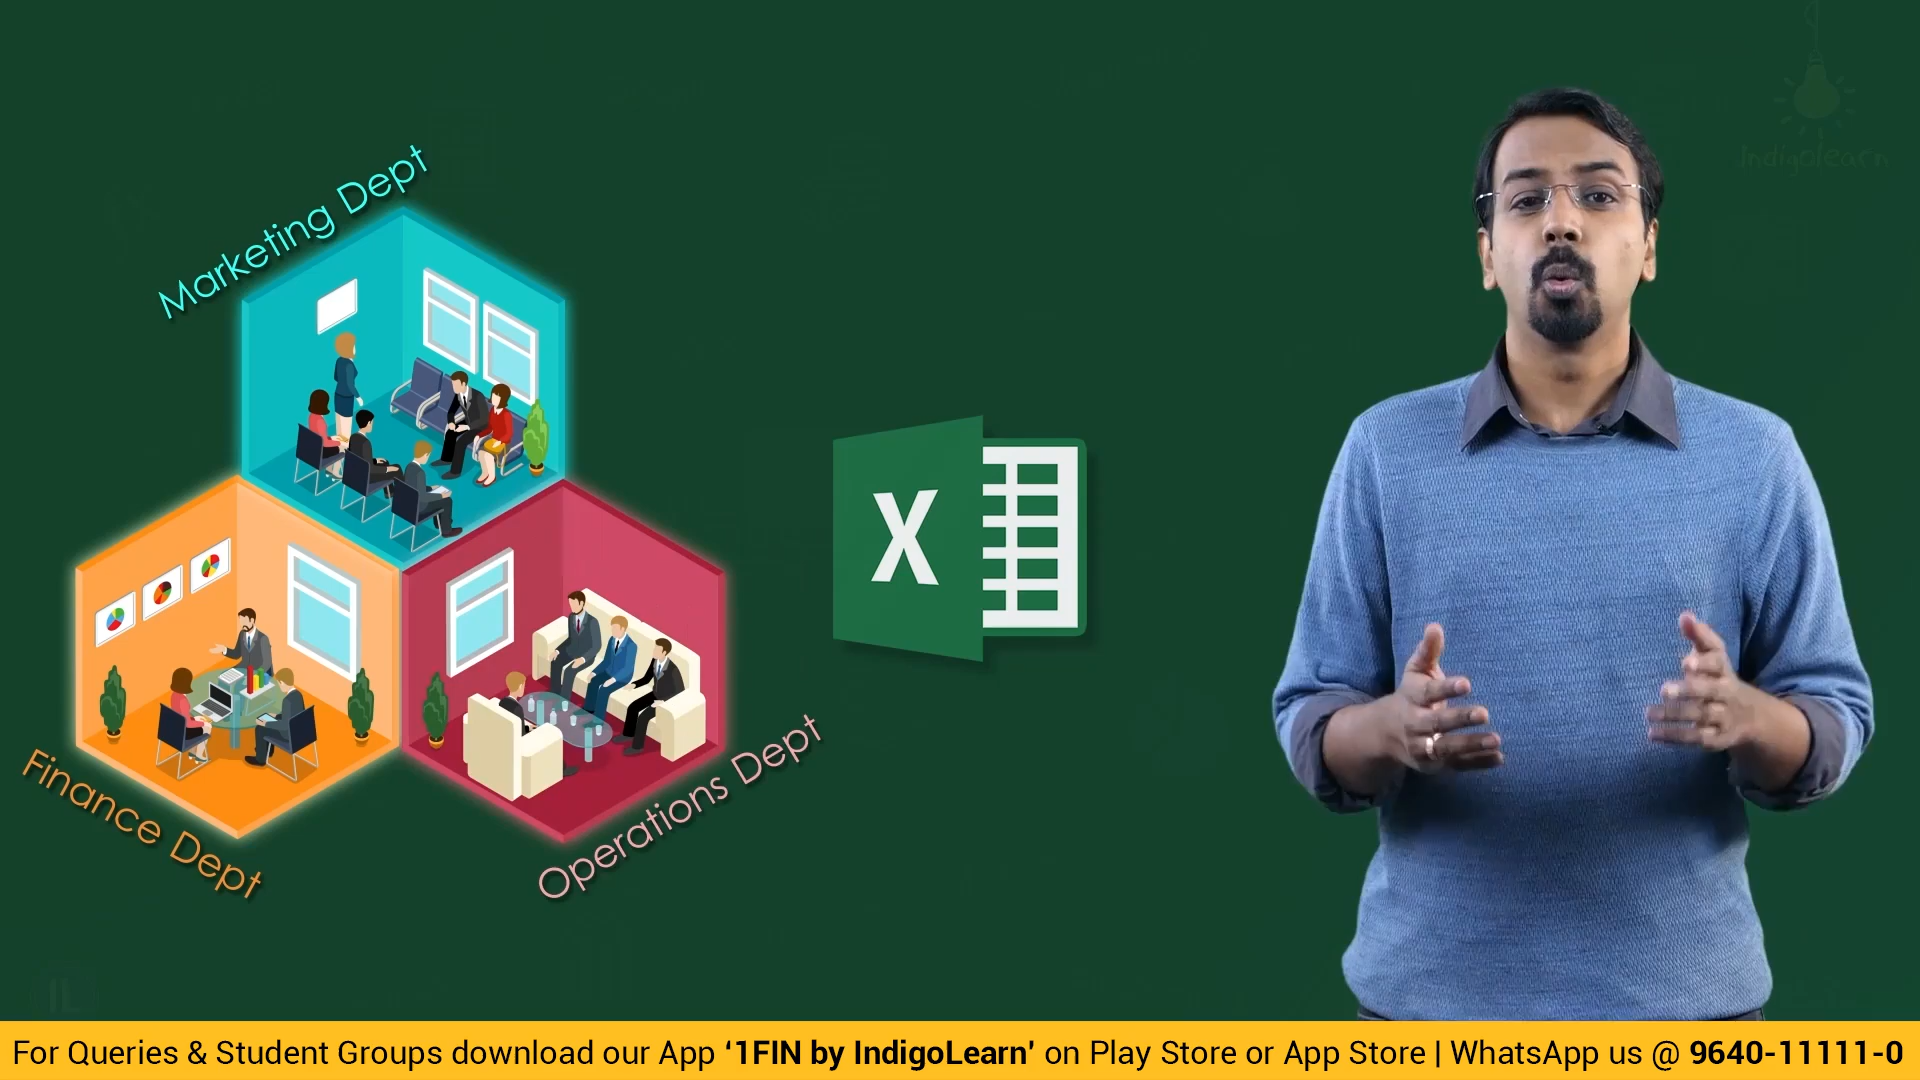 Indigolearn
Marketing Dept
X
Finance Dept
Operations Dept
For Queries & Student Groups download our App ‘1FIN by IndigoLearn’ on Play Store or App Store | WhatsApp us @ 9640-11111-0